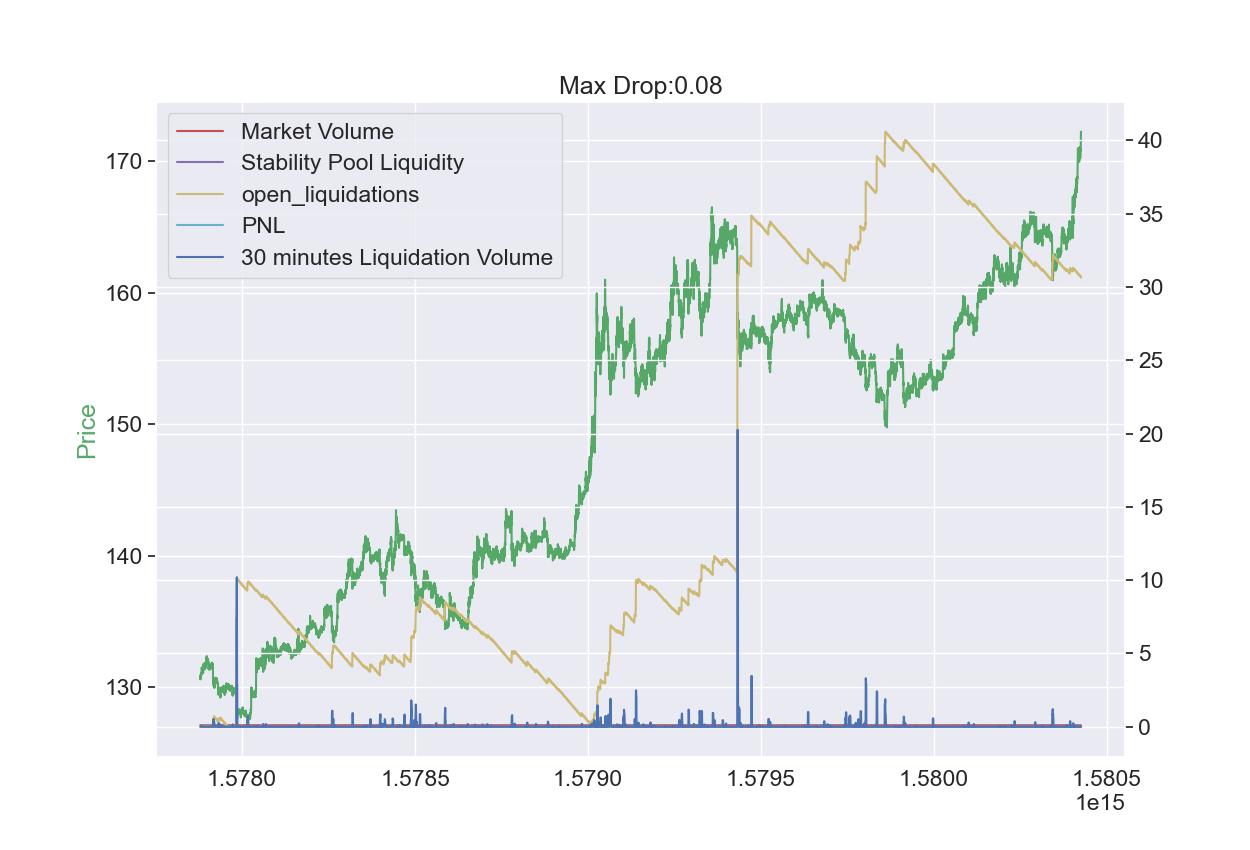 Max Drop:0.08
Market Volume
Stability Pool Liquidity
open_liquidations
PNL
30 minutes Liquidation Volume
Price
170
160
150
140
130
40
35
30
25
20
15
10
5
0
1.5780 1.5785 1.5790 1.5795 1.5800 1.5805
1e15